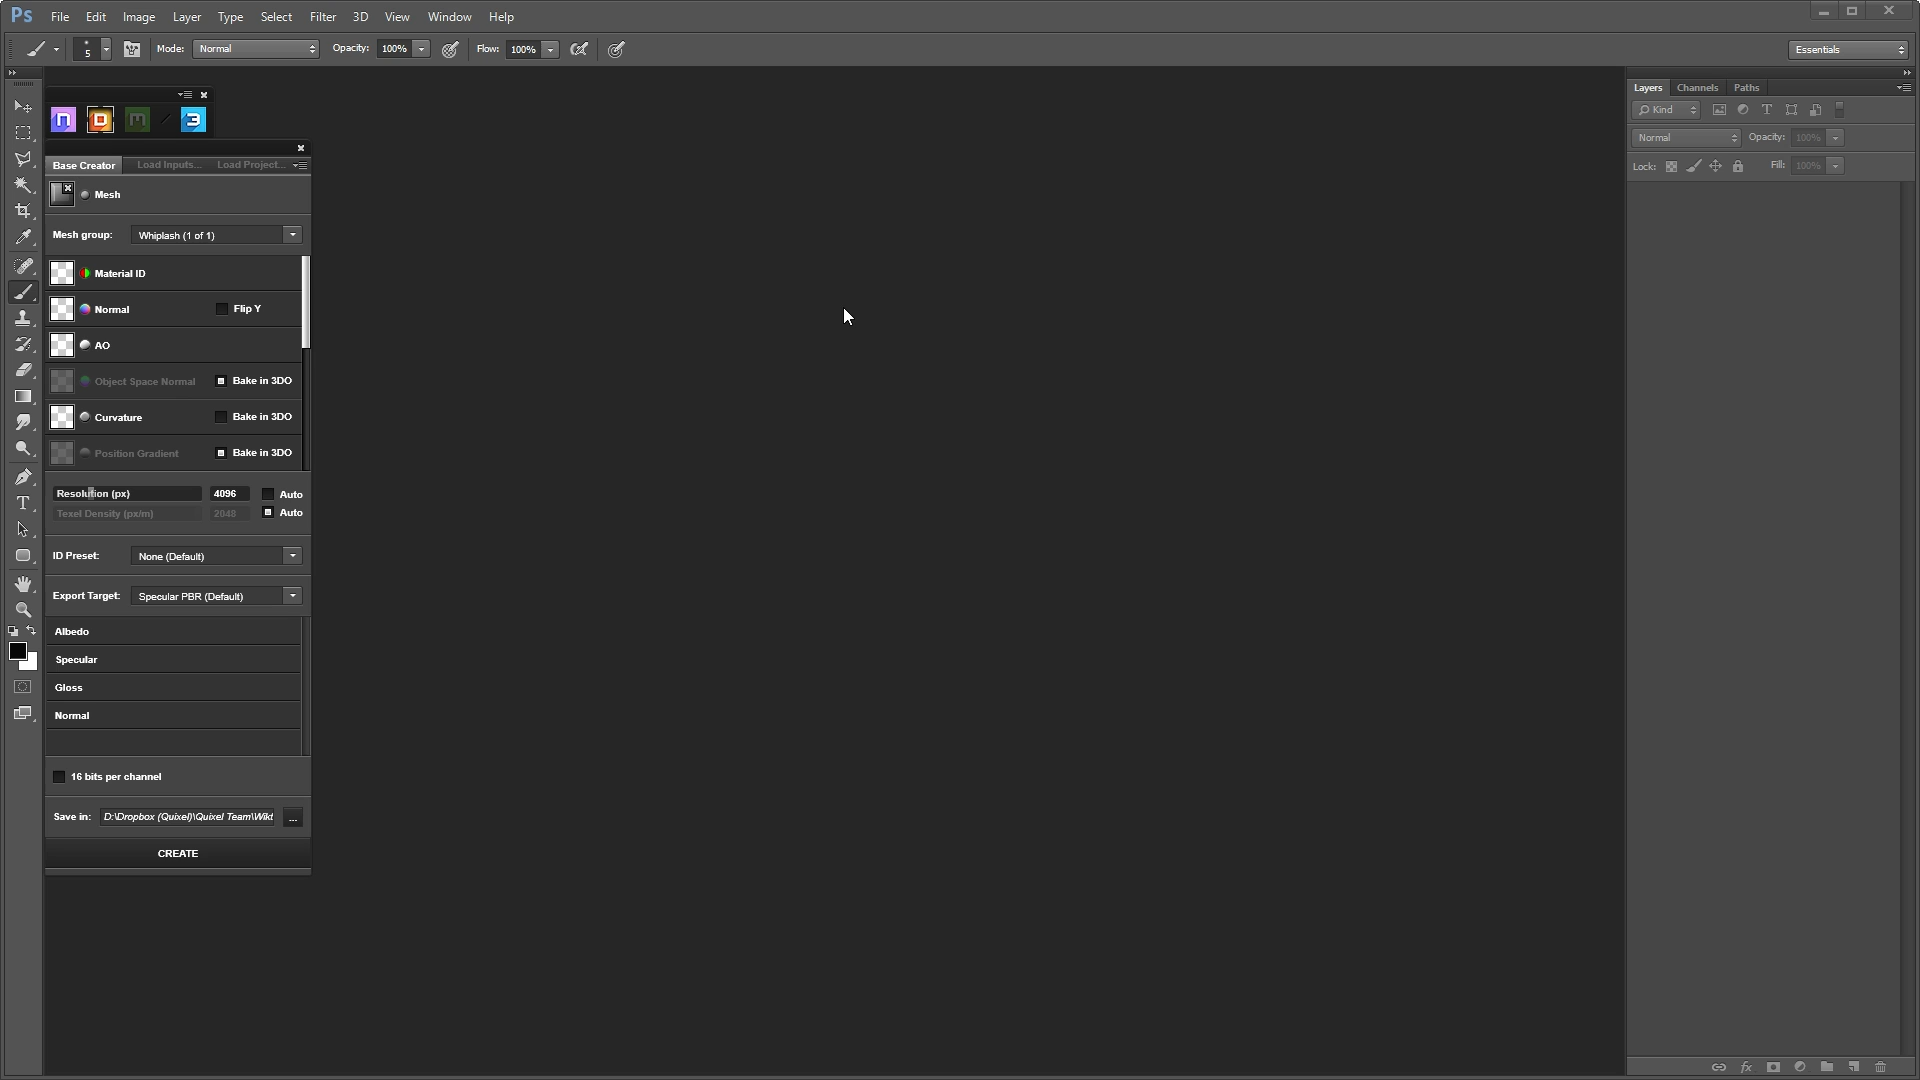 Ps File Edit Image Layer Type Select Filter 3D View Window Help
5 Mode: Normal Opacity: 100% Flow: 100% Essentials
Layers Channels Paths
Kind
Normal Opacity: 100%
Lock: Fill: 100%
Base Creator Load Inputs... Load Project...
Mesh
Mesh group: Whiplash (1 of 1)
Material ID
Normal Flip Y
AO
Object Space Normal Bake in 3DO
Curvature Bake in 3DO
Position Gradient Bake in 3DO
Resolution (px) 4096 Auto
Texel Density (px/m) 2048 Auto
ID Preset: None (Default)
Export Target: Specular PBR (Default)
Albedo
Specular
Gloss
Normal
16 bits per channel
Save in: D:\Dropbox (Quixel)\Quixel Team\Wikt ...
CREATE
fx